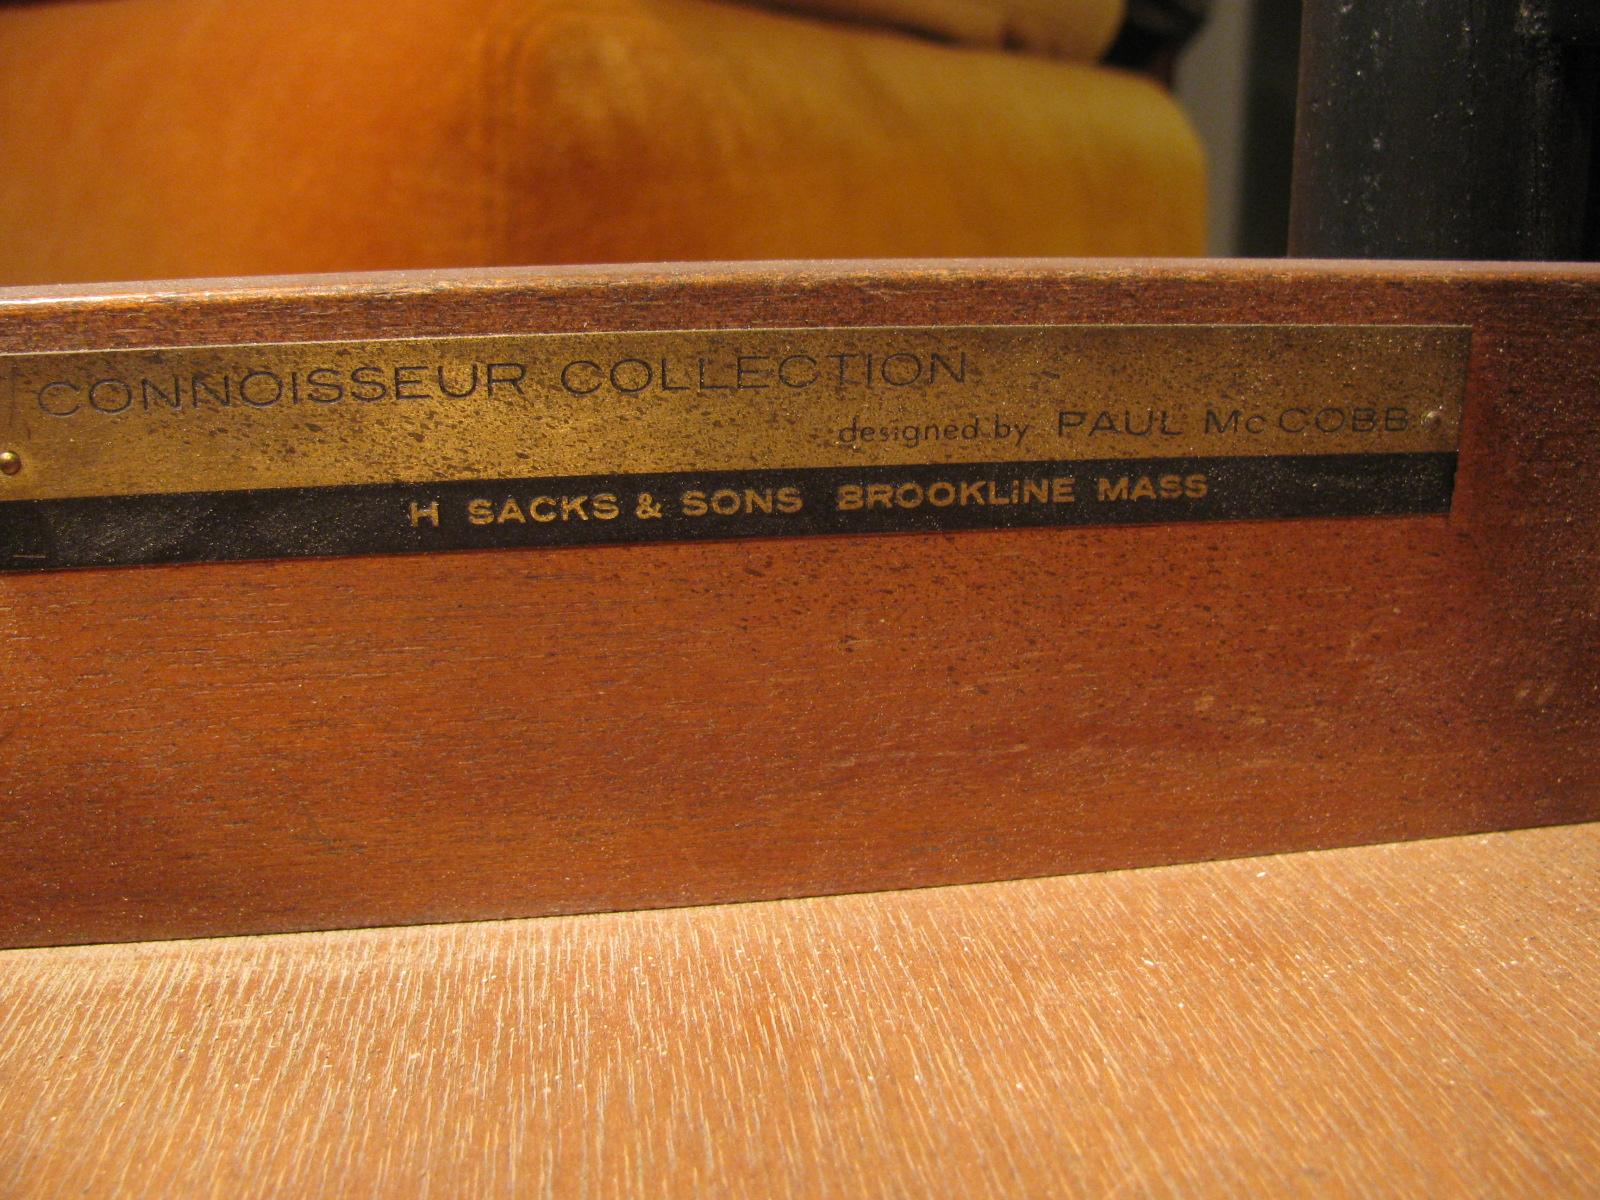 CONNOISSEUR COLLECTION
designed by PAUL McCOBB
H SACKS & SONS BROOKLINE MASS